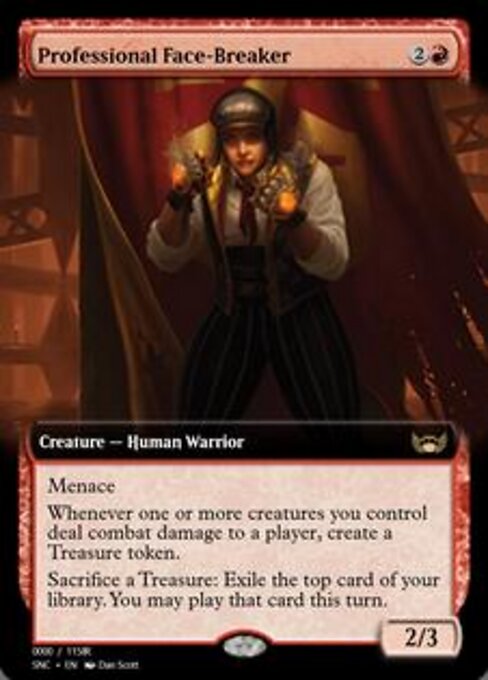 Professional Face-Breaker 2
Creature — Human Warrior
Menace
Whenever one or more creatures you control
deal combat damage to a player, create a
Treasure token.
Sacrifice a Treasure: Exile the top card of your
library. You may play that card this turn.
2/3
SNC • EN Dan Scott